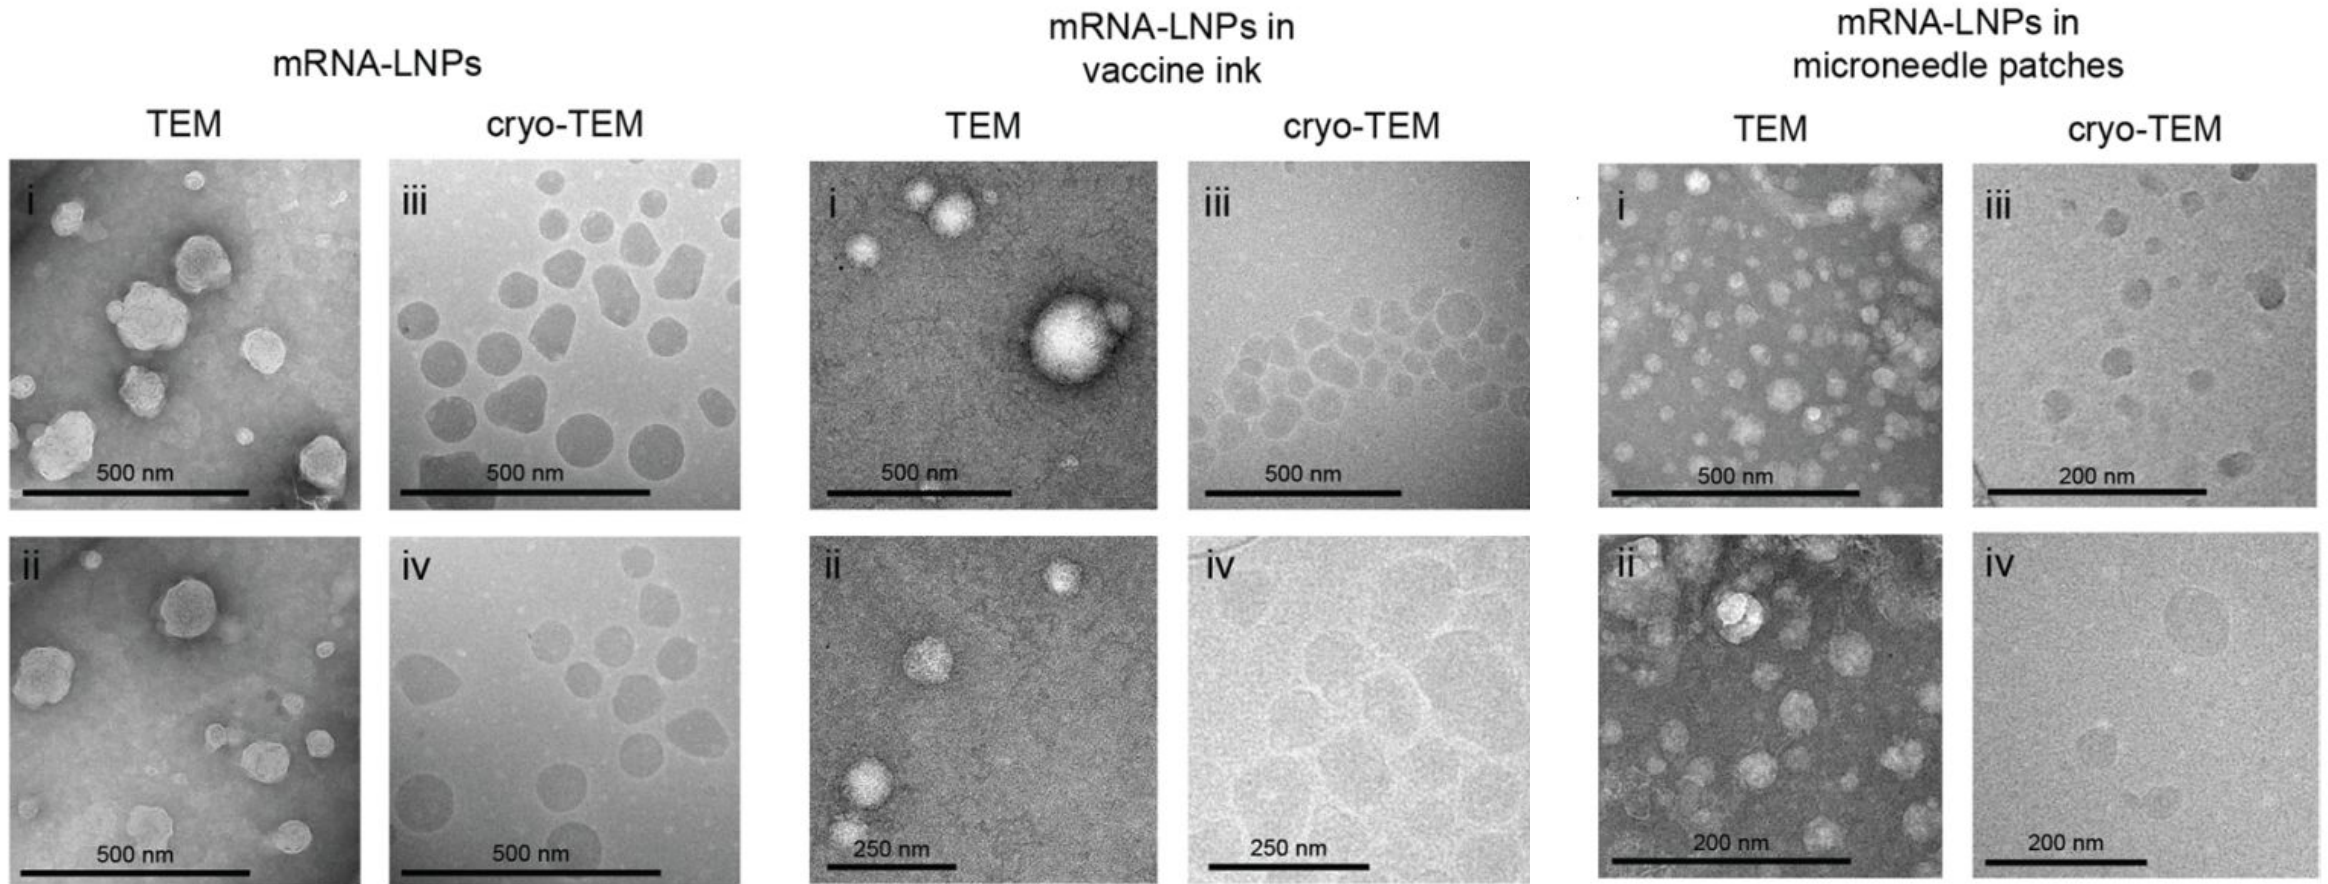 mRNA-LNPs
TEM
cryo-TEM
i
500 nm
iii
500 nm
ii
500 nm
iv
500 nm
mRNA-LNPs in
vaccine ink
TEM
cryo-TEM
i
500 nm
iii
500 nm
ii
250 nm
iv
250 nm
mRNA-LNPs in
microneedle patches
TEM
cryo-TEM
i
500 nm
iii
200 nm
ii
200 nm
iv
200 nm